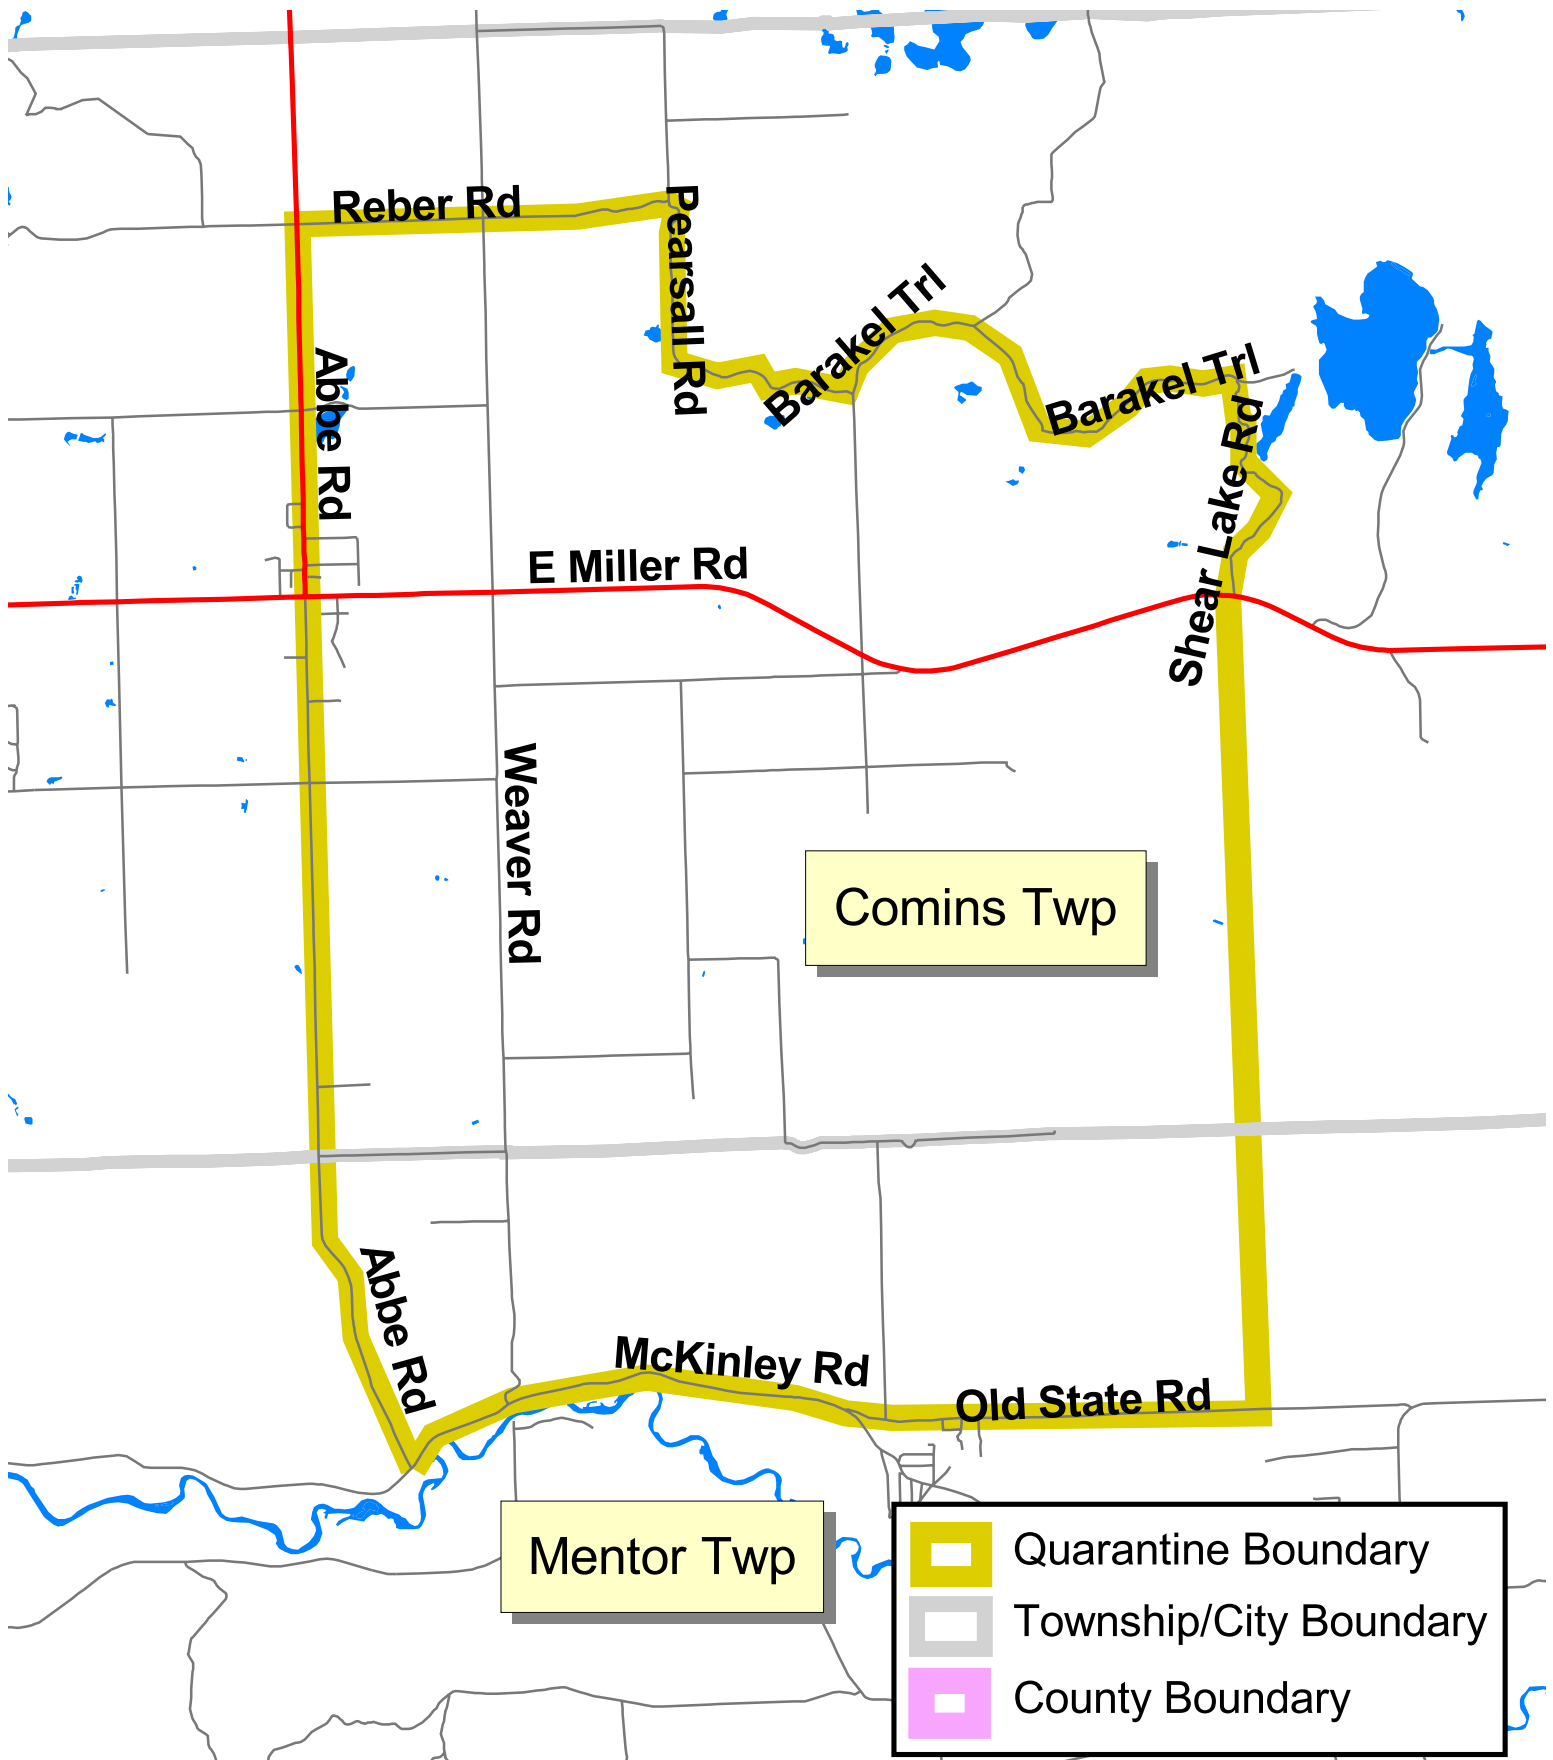 Reber Rd
Pearsall Rd
Barakel Trl
Barakel Trl
Abbe Rd
Shear Lake Rd
E Miller Rd
Weaver Rd
Comins Twp
Abbe Rd
McKinley Rd
Old State Rd
Mentor Twp
Quarantine Boundary
Township/City Boundary
County Boundary